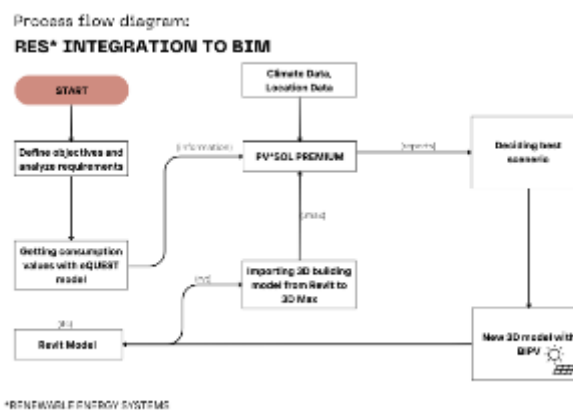 Process flow diagram:
RES* INTEGRATION TO BIM
START
Climate Data,
Location Data
Define objectives and
analyze requirements
(information)
PV*SOL PREMIUM
(reports)
Deciding best
scenario
Getting consumption
values with eQUEST
model
Importing 3D building
model from Revit to
3D Max
Revit Model
New 3D model with
BIPV
*RENEWABLE ENERGY SYSTEMS